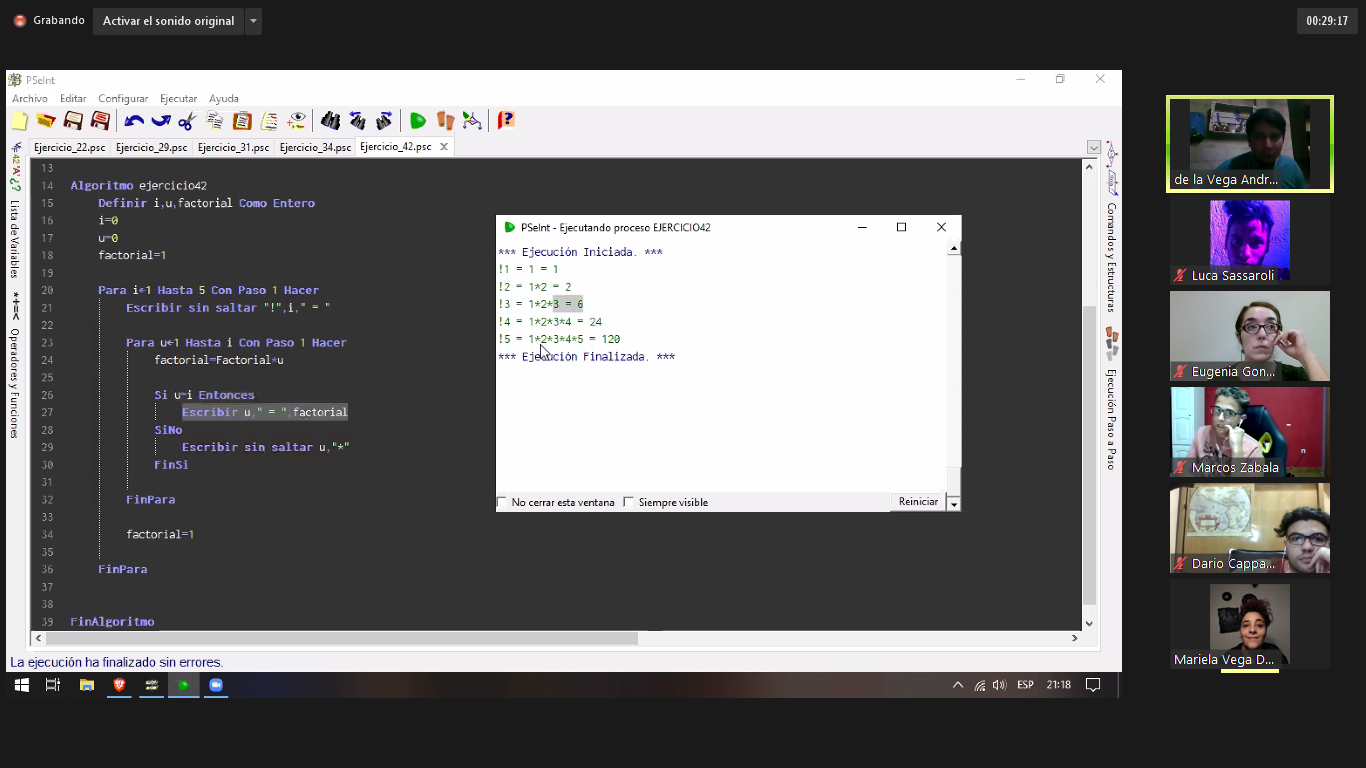 Grabando
Activar el sonido original
00:29:17
PSeInt
Archivo Editar Configurar Ejecutar Ayuda
Ejercicio_22.psc Ejercicio_29.psc Ejercicio_31.psc Ejercicio_34.psc Ejercicio_42.psc
Lista de Variables
Operadores y Funciones
13
14 Algoritmo ejercicio42
15 Definir i,u,factorial Como Entero
16 i=0
17 u=0
18 factorial=1
19
20 Para i←1 Hasta 5 Con Paso 1 Hacer
21 Escribir sin saltar "!",i," = "
22
23 Para u←1 Hasta i Con Paso 1 Hacer
24 factorial=Factorial*u
25
26 Si u=i Entonces
27 Escribir u," = ",factorial
28 SiNo
29 Escribir sin saltar u,"*"
30 FinSi
31
32 FinPara
33
34 factorial=1
35
36 FinPara
37
38
39 FinAlgoritmo
PSeInt - Ejecutando proceso EJERCICIO42
*** Ejecución Iniciada. ***
!1 = 1 = 1
!2 = 1*2 = 2
!3 = 1*2*3 = 6
!4 = 1*2*3*4 = 24
!5 = 1*2*3*4*5 = 120
*** Ejecución Finalizada. ***
No cerrar esta ventana Siempre visible Reiniciar
Comandos y Estructuras
Ejecución Paso a Paso
La ejecución ha finalizado sin errores.
ESP 21:18
de la Vega Andr...
Luca Sassaroli
Eugenia Gon...
Marcos Zabala
Dario Cappa...
Mariela Vega D...